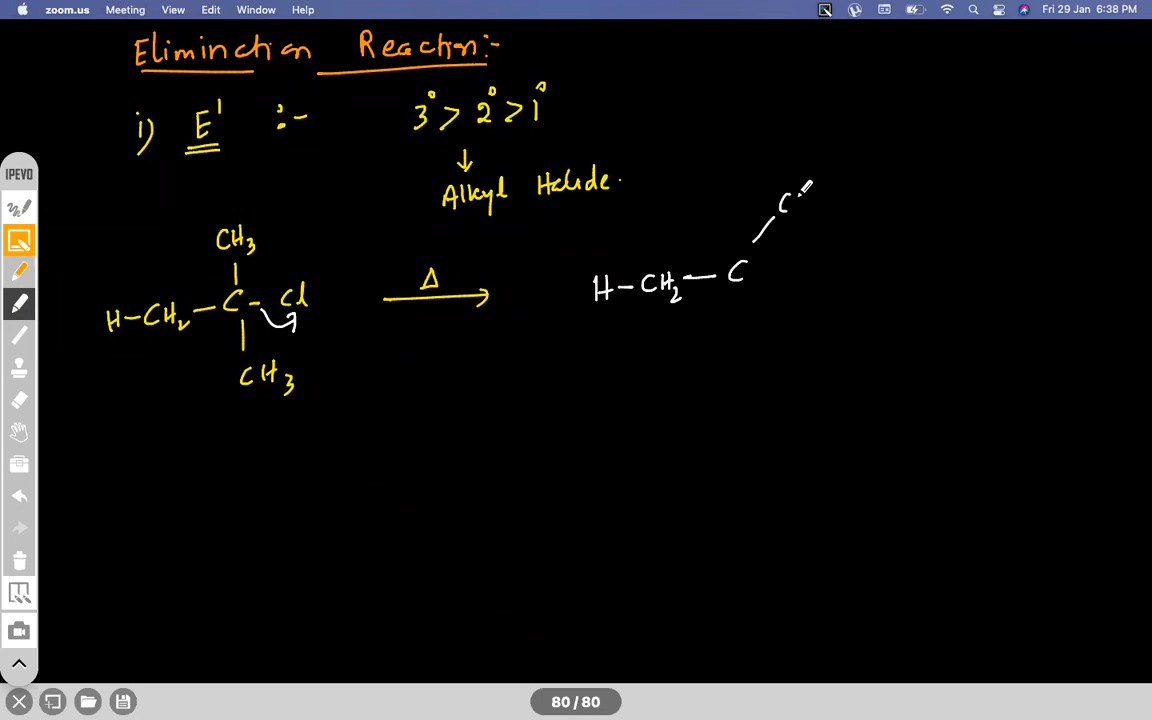 zoom.us Meeting View Edit Window Help Fri 29 Jan 6:38 PM
Eliminction Reaction:-
i) E¹ :- 3° > 2° > 1°
↓
Alkyl Halide.
IPEVO
CH₃
H-CH₂-C-Cl
CH₃
Δ
→
H-CH₂-C
C
80 / 80